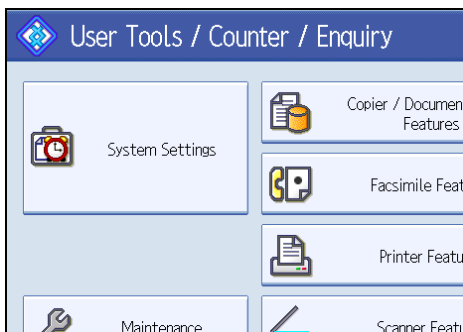 User Tools / Counter / Enquiry
System Settings
Copier / Documen
Features
Facsimile Feat
Printer Featu
Maintenance
Scanner Featu